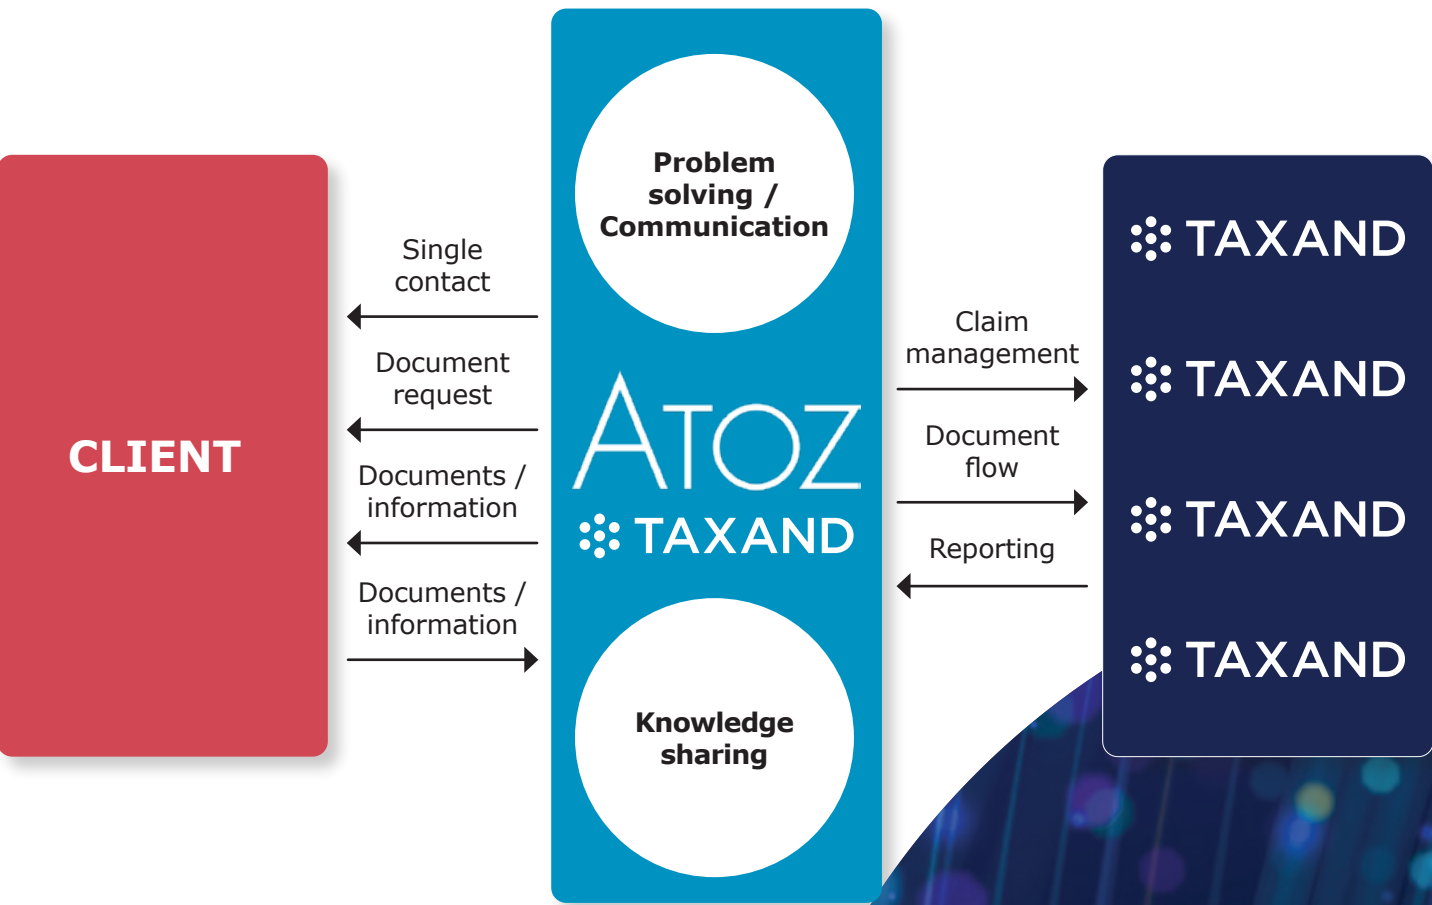 CLIENT
Single
contact
Document
request
Documents /
information
Documents /
information
Problem
solving /
Communication
ATOZ
TAXAND
Knowledge
sharing
Claim
management
Document
flow
Reporting
TAXAND
TAXAND
TAXAND
TAXAND